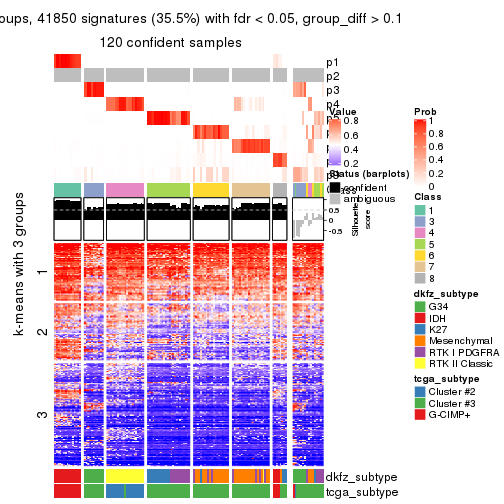 oups, 41850 signatures (35.5%) with fdr < 0.05, group_diff > 0.1
120 confident samples
p1
p2
p3
p4
Value
0.8
0.6
0.4
0.2
Prob
1
0.8
0.6
0.4
0.2
0
Status (barplots)
confident
ambiguous
0.5
0
-0.5
Silhouette
score
Class
1
3
4
5
6
7
8
k-means with 3 groups
1
2
3
dkfz_subtype
G34
IDH
K27
Mesenchymal
RTK I PDGFRA
RTK II Classic
tcga_subtype
Cluster #2
Cluster #3
G-CIMP+
dkfz_subtype
tcga_subtype